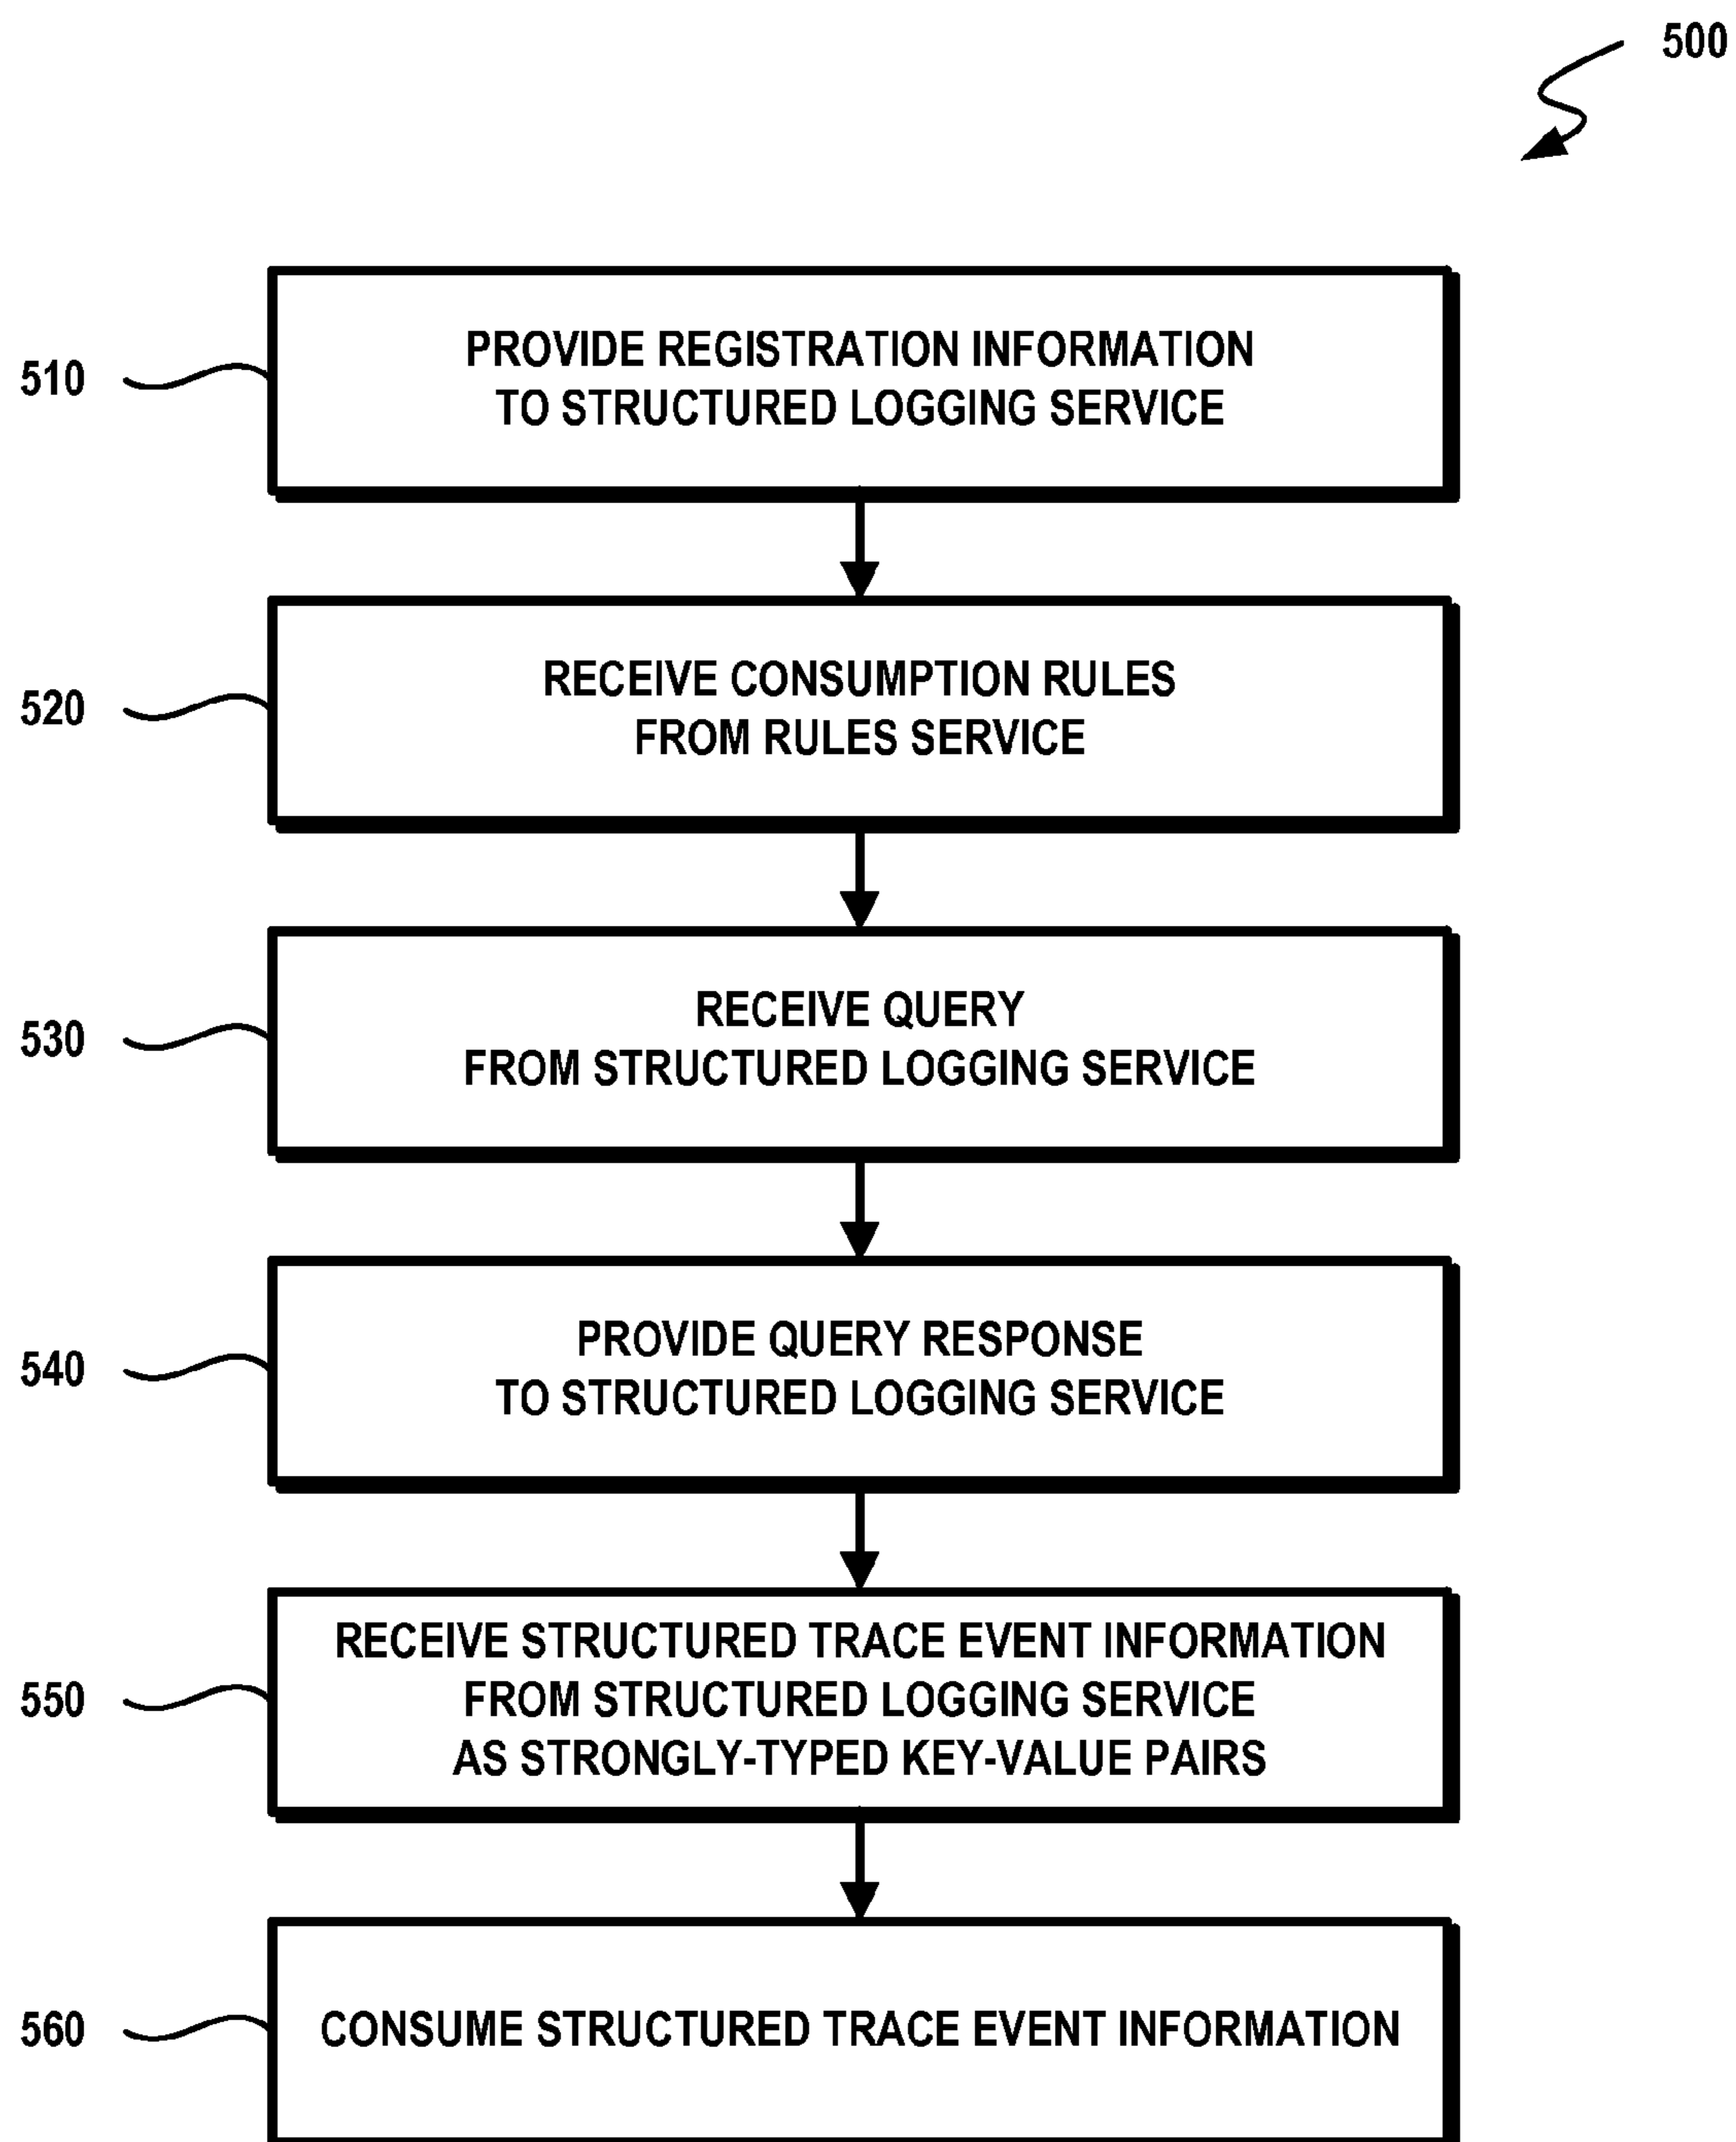 500
510
PROVIDE REGISTRATION INFORMATION
TO STRUCTURED LOGGING SERVICE
520
RECEIVE CONSUMPTION RULES
FROM RULES SERVICE
530
RECEIVE QUERY
FROM STRUCTURED LOGGING SERVICE
540
PROVIDE QUERY RESPONSE
TO STRUCTURED LOGGING SERVICE
550
RECEIVE STRUCTURED TRACE EVENT INFORMATION
FROM STRUCTURED LOGGING SERVICE
AS STRONGLY-TYPED KEY-VALUE PAIRS
560
CONSUME STRUCTURED TRACE EVENT INFORMATION